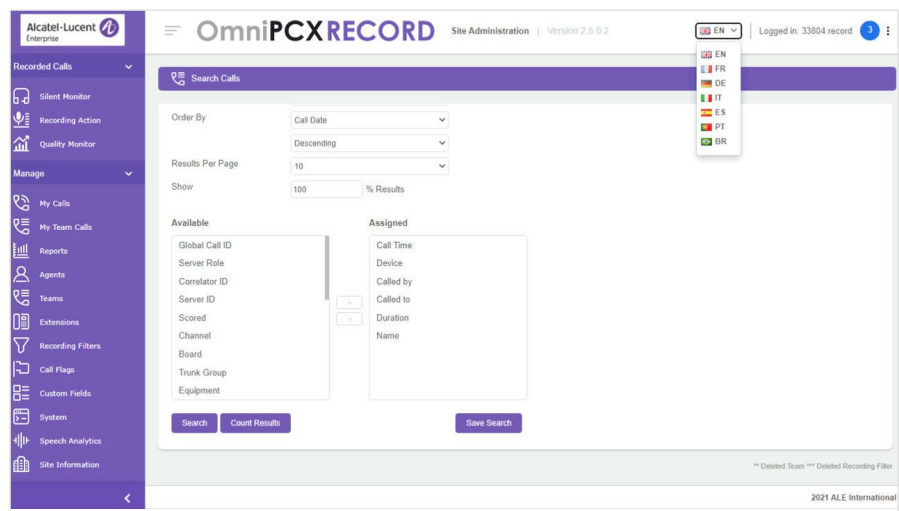 Alcatel·Lucent
Enterprise
OmniPCX RECORD
Site Administration | Version 2.5.0.2
EN
Logged in: 33804 record
3
EN
FR
DE
IT
ES
PT
BR
Recorded Calls
Silent Monitor
Recording Action
Quality Monitor
Manage
My Calls
My Team Calls
Reports
Agents
Teams
Extensions
Recording Filters
Call Flags
Custom Fields
System
Speech Analytics
Site Information
Search Calls
Order By
Call Date
Descending
Results Per Page
10
Show
100 % Results
Available
Global Call ID
Server Role
Correlator ID
Server ID
Scored
Channel
Board
Trunk Group
Equipment
>
<
Assigned
Call Time
Device
Called by
Called to
Duration
Name
Search
Count Results
Save Search
** Deleted Team *** Deleted Recording Filter
2021 ALE International